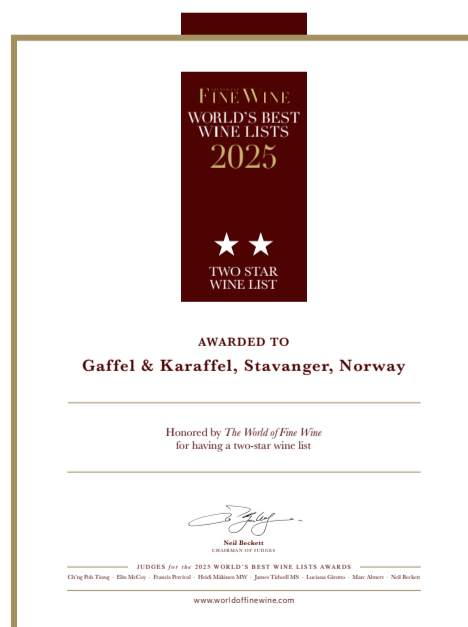 FINE WINE
WORLD'S BEST
WINE LISTS
2025
TWO STAR
WINE LIST
AWARDED TO
Gaffel & Karaffel, Stavanger, Norway
Honored by The World of Fine Wine
for having a two-star wine list
Neil Beckett
CHAIRMAN OF JUDGES
JUDGES for the 2025 WORLD'S BEST WINE LISTS AWARDS
Ch'ng Poh Tiong · Elin McCoy · Francis Percival · Heidi Mäkinen MW · James Tidwell MS · Luciana Girotto · Marc Almert · Neil Beckett
www.worldoffinewine.com